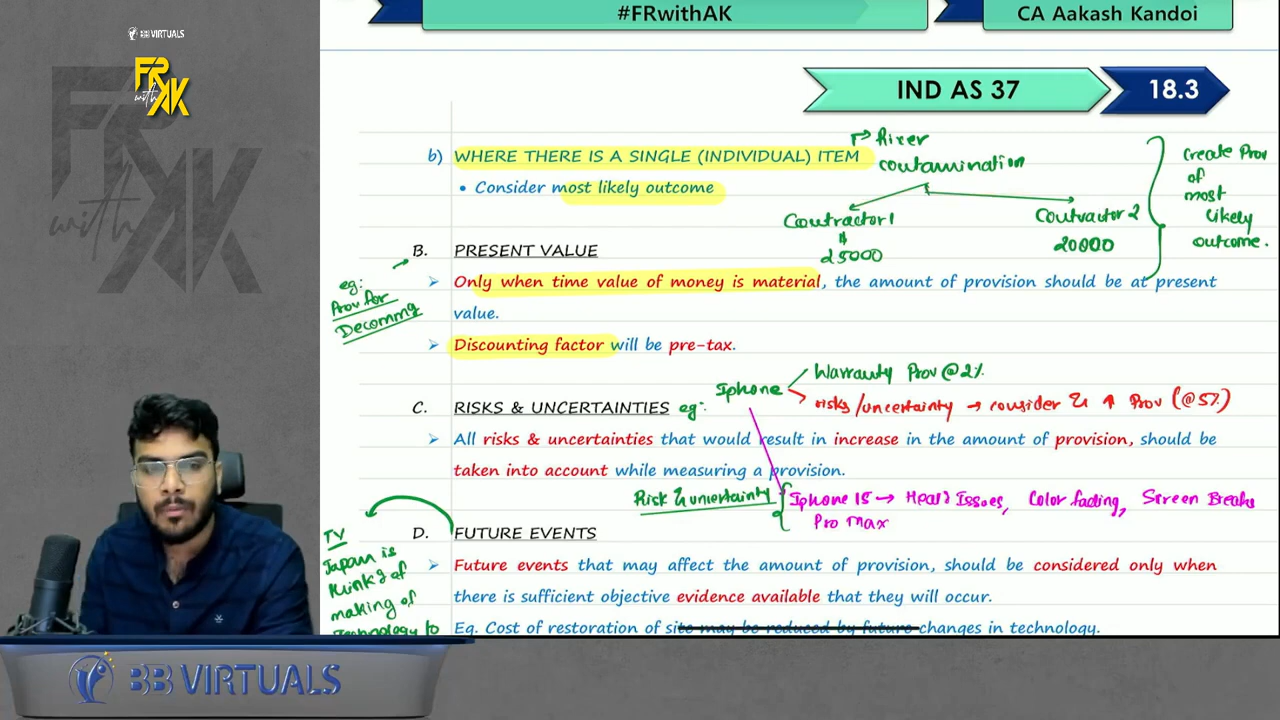 #FRwithAK
CA Aakash Kandoi
BB VIRTUALS
FR
with
AK
FR
with
AK
IND AS 37
18.3
b) WHERE THERE IS A SINGLE (INDIVIDUAL) ITEM
River
contamination
• Consider most likely outcome
Contractor 1
25000
Contractor 2
20000
Create Prov
of
most
likely
outcome.
B. PRESENT VALUE
eg:
Prov for
Decommg
➢ Only when time value of money is material, the amount of provision should be at present
value.
➢ Discounting factor will be pre-tax.
Iphone
Warranty Prov @ 2%
risks/uncertainty → consider & ↑ Prov (@5%)
C. RISKS & UNCERTAINTIES eg:
➢ All risks & uncertainties that would result in increase in the amount of provision, should be
taken into account while measuring a provision.
Risk & uncertainty
Iphone 15 → Head Issues, Color fading, Screen Breaks
Pro Max
D. FUTURE EVENTS
TV
Japan is
making of
Technology to
➢ Future events that may affect the amount of provision, should be considered only when
there is sufficient objective evidence available that they will occur.
Eg. Cost of restoration of site may be reduced by future changes in technology.
BB VIRTUALS